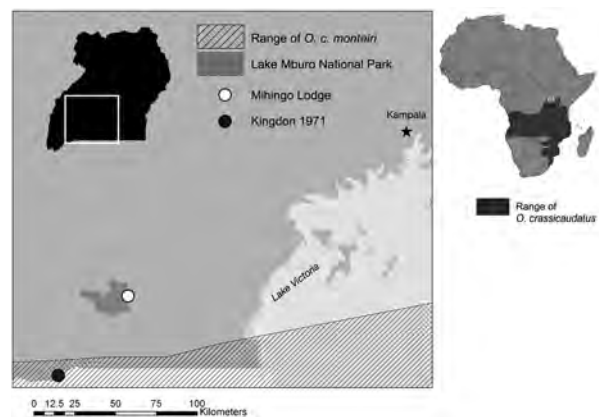 Range of O. c. monteiri
Lake Mburo National Park
Mihingo Lodge
Kingdon 1971
Kampala
Lake Victoria
0 12.5 25 50 75 100
Kilometers
Range of
O. crassicaudatus